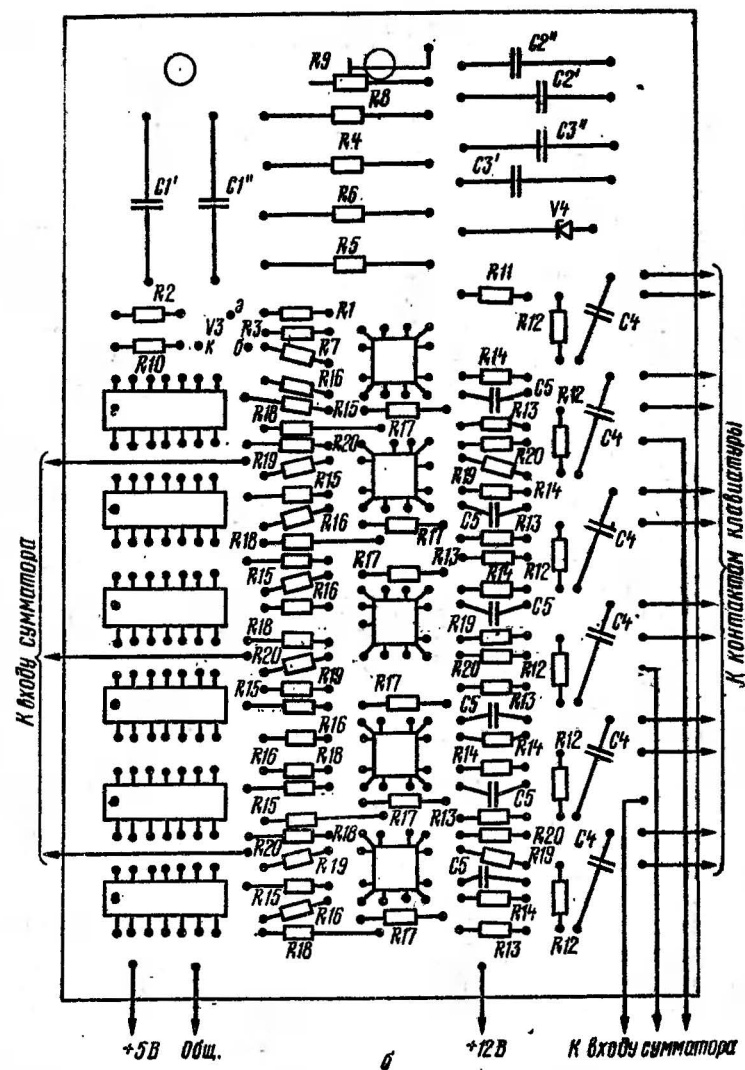 C2"
R9
C2'
R8
C3"
R4
C1' C1" C3'
R6
V4
R5
R11
R2 а R1
V3 R3 R12 C4
к б R7
R10
R14
R16 C5 R12
R18 R15 R13 C4
R17
R20
R19 R20
R15 R19 R14
R16 C5 R13
R17 C4
R18
R17 R13
R15 R14 R12
R16
C5
R18 R19 C4
R20 R20 R12
R19
R15 R17 R13
C5
R16 R18 R14 R14 R12 C4
R16
C5
R15 R17 R13
R18 R20 C4
R20 R19 R19
C5
R15
R16 R14
R17 R12
R18 R13
К входу сумматора
К контактам клавиатуры
+5В Общ. +12В К входу сумматора
б